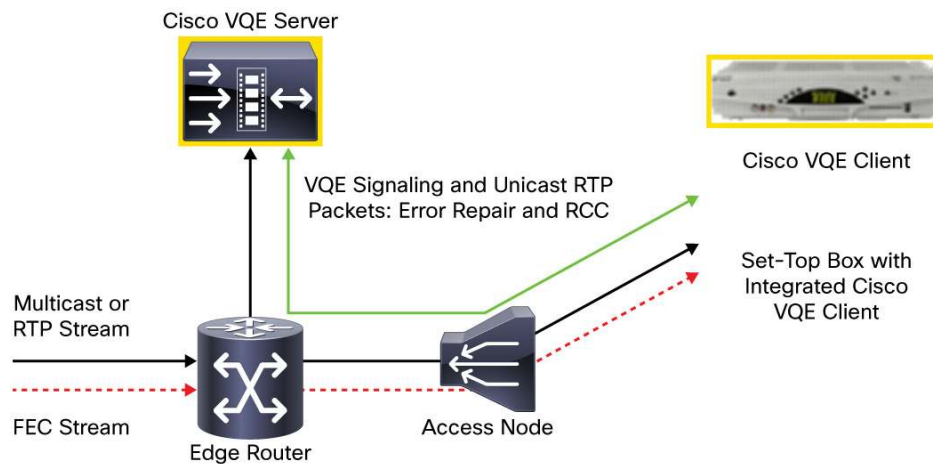 Cisco VQE Server
Cisco VQE Client
VQE Signaling and Unicast RTP
Packets: Error Repair and RCC
Set-Top Box with
Integrated Cisco
VQE Client
Multicast or
RTP Stream
FEC Stream
Access Node
Edge Router